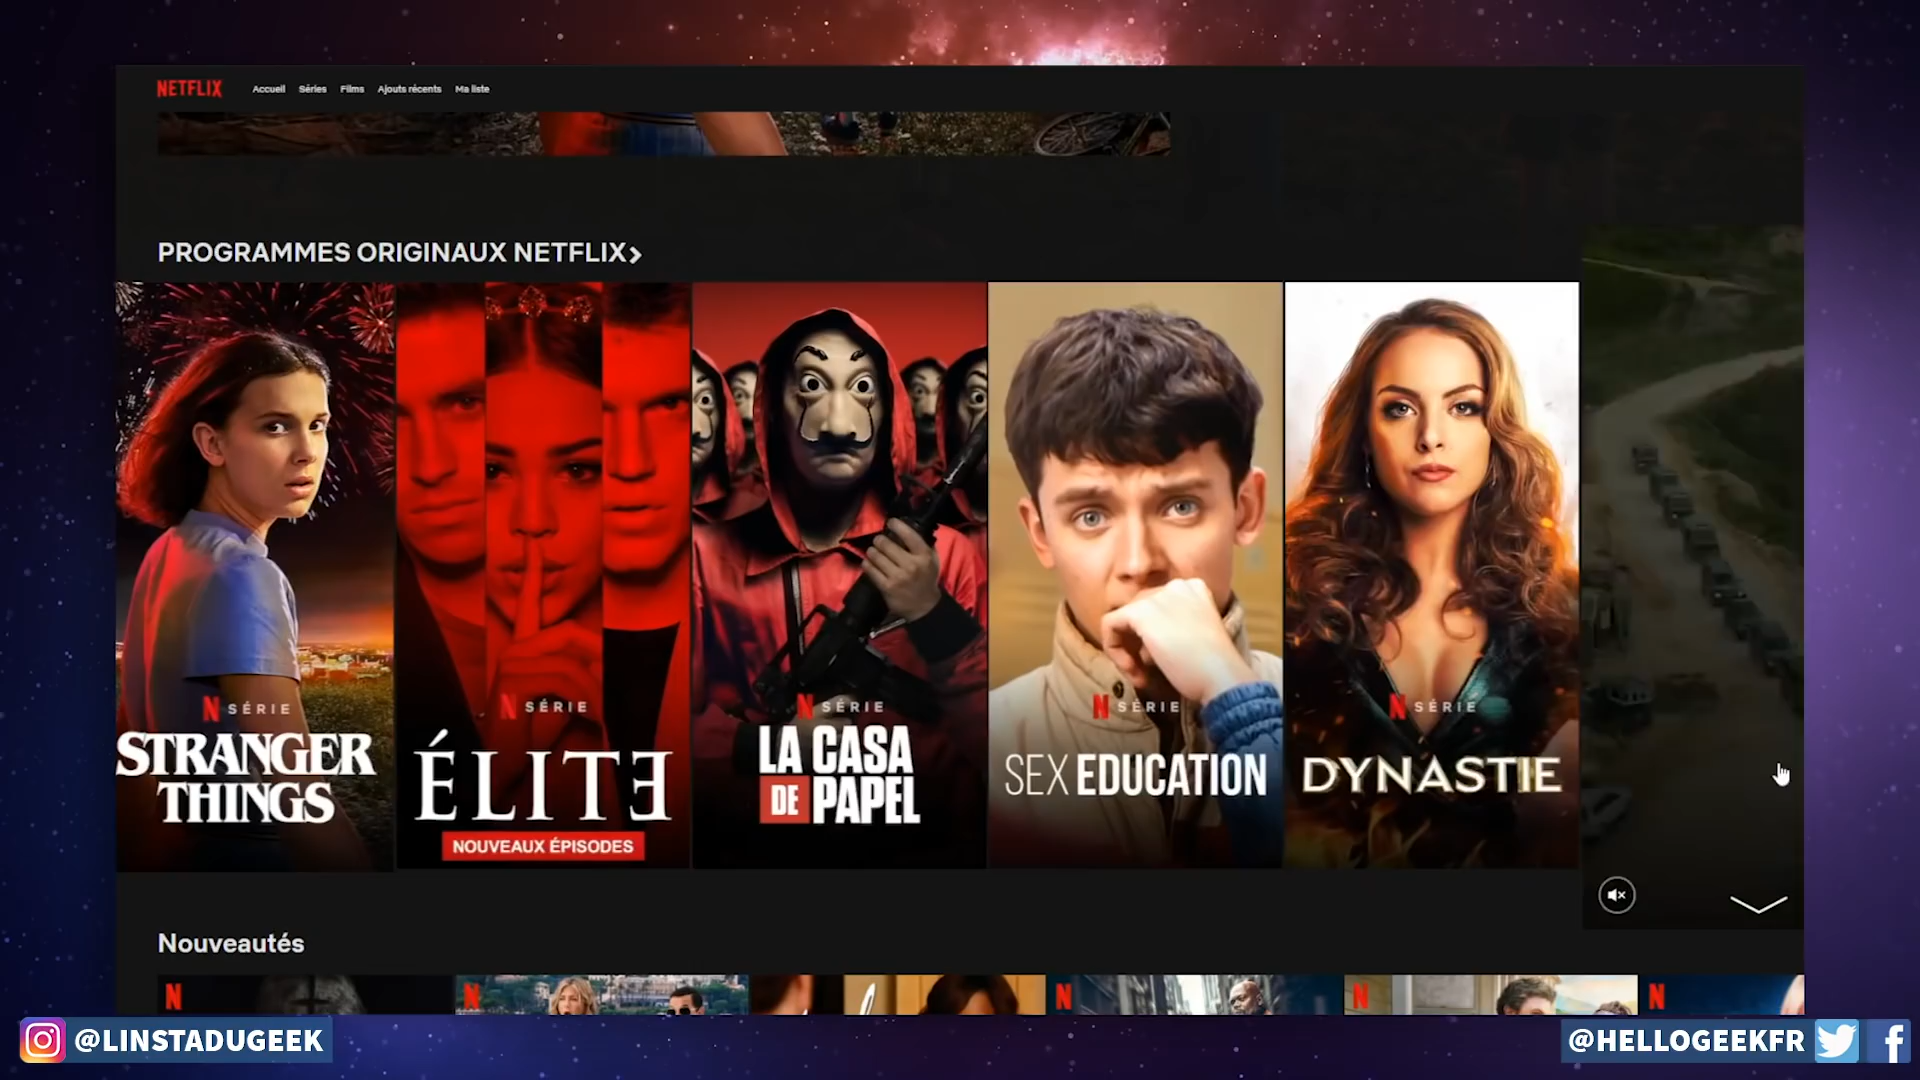 NETFLIX Accueil Séries Films Ajouts récents Ma liste
PROGRAMMES ORIGINAUX NETFLIX
N SÉRIE
STRANGER
THINGS
N SÉRIE
ÉLITE
NOUVEAUX ÉPISODES
N SÉRIE
LA CASA
DE PAPEL
N SÉRIE
SEX EDUCATION
N SÉRIE
DYNASTIE
Nouveautés
N
N
N
N
N
@LINSTADUGEEK
@HELLOGEEKFR